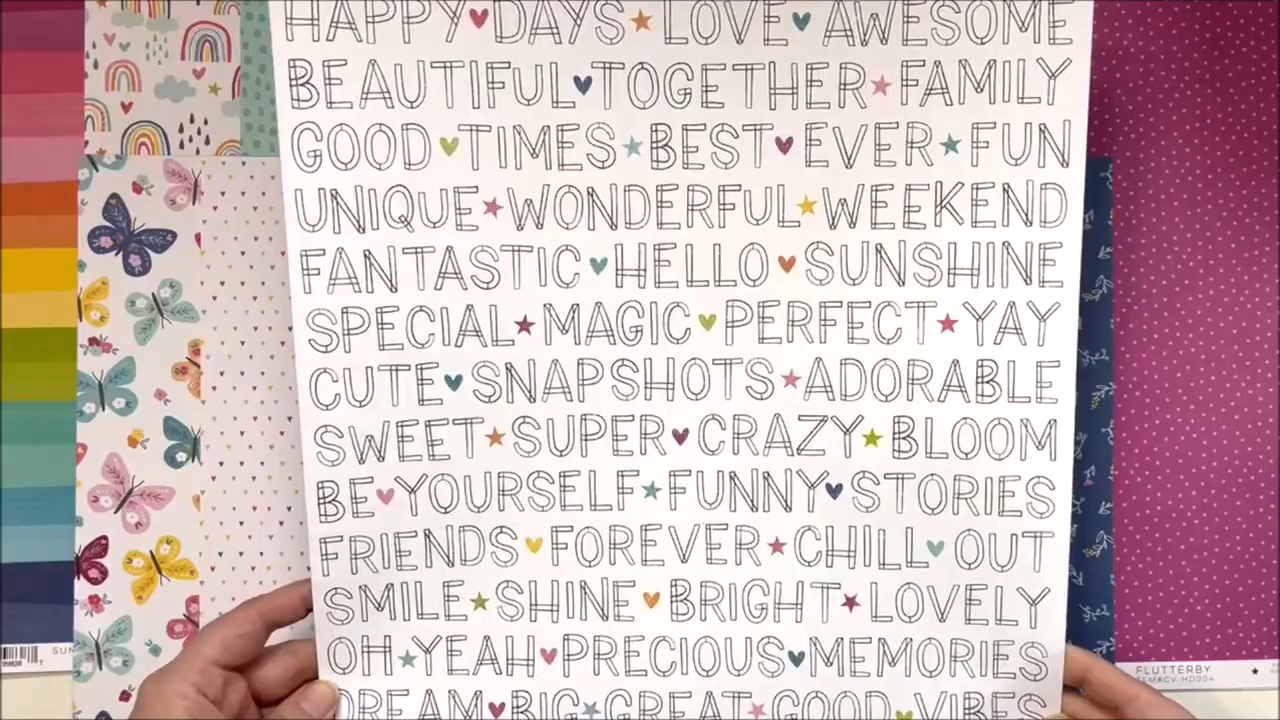 HAPPY DAYS LOVE AWESOME
BEAUTIFUL TOGETHER FAMILY
GOOD TIMES BEST EVER FUN
UNIQUE WONDERFUL WEEKEND
FANTASTIC HELLO SUNSHINE
SPECIAL MAGIC PERFECT YAY
CUTE SNAPSHOTS ADORABLE
SWEET SUPER CRAZY BLOOM
BE YOURSELF FUNNY STORIES
FRIENDS FOREVER CHILL OUT
SMILE SHINE BRIGHT LOVELY
OH YEAH PRECIOUS MEMORIES
DREAM BIG GREAT GOOD VIBES
FLUTTERBY